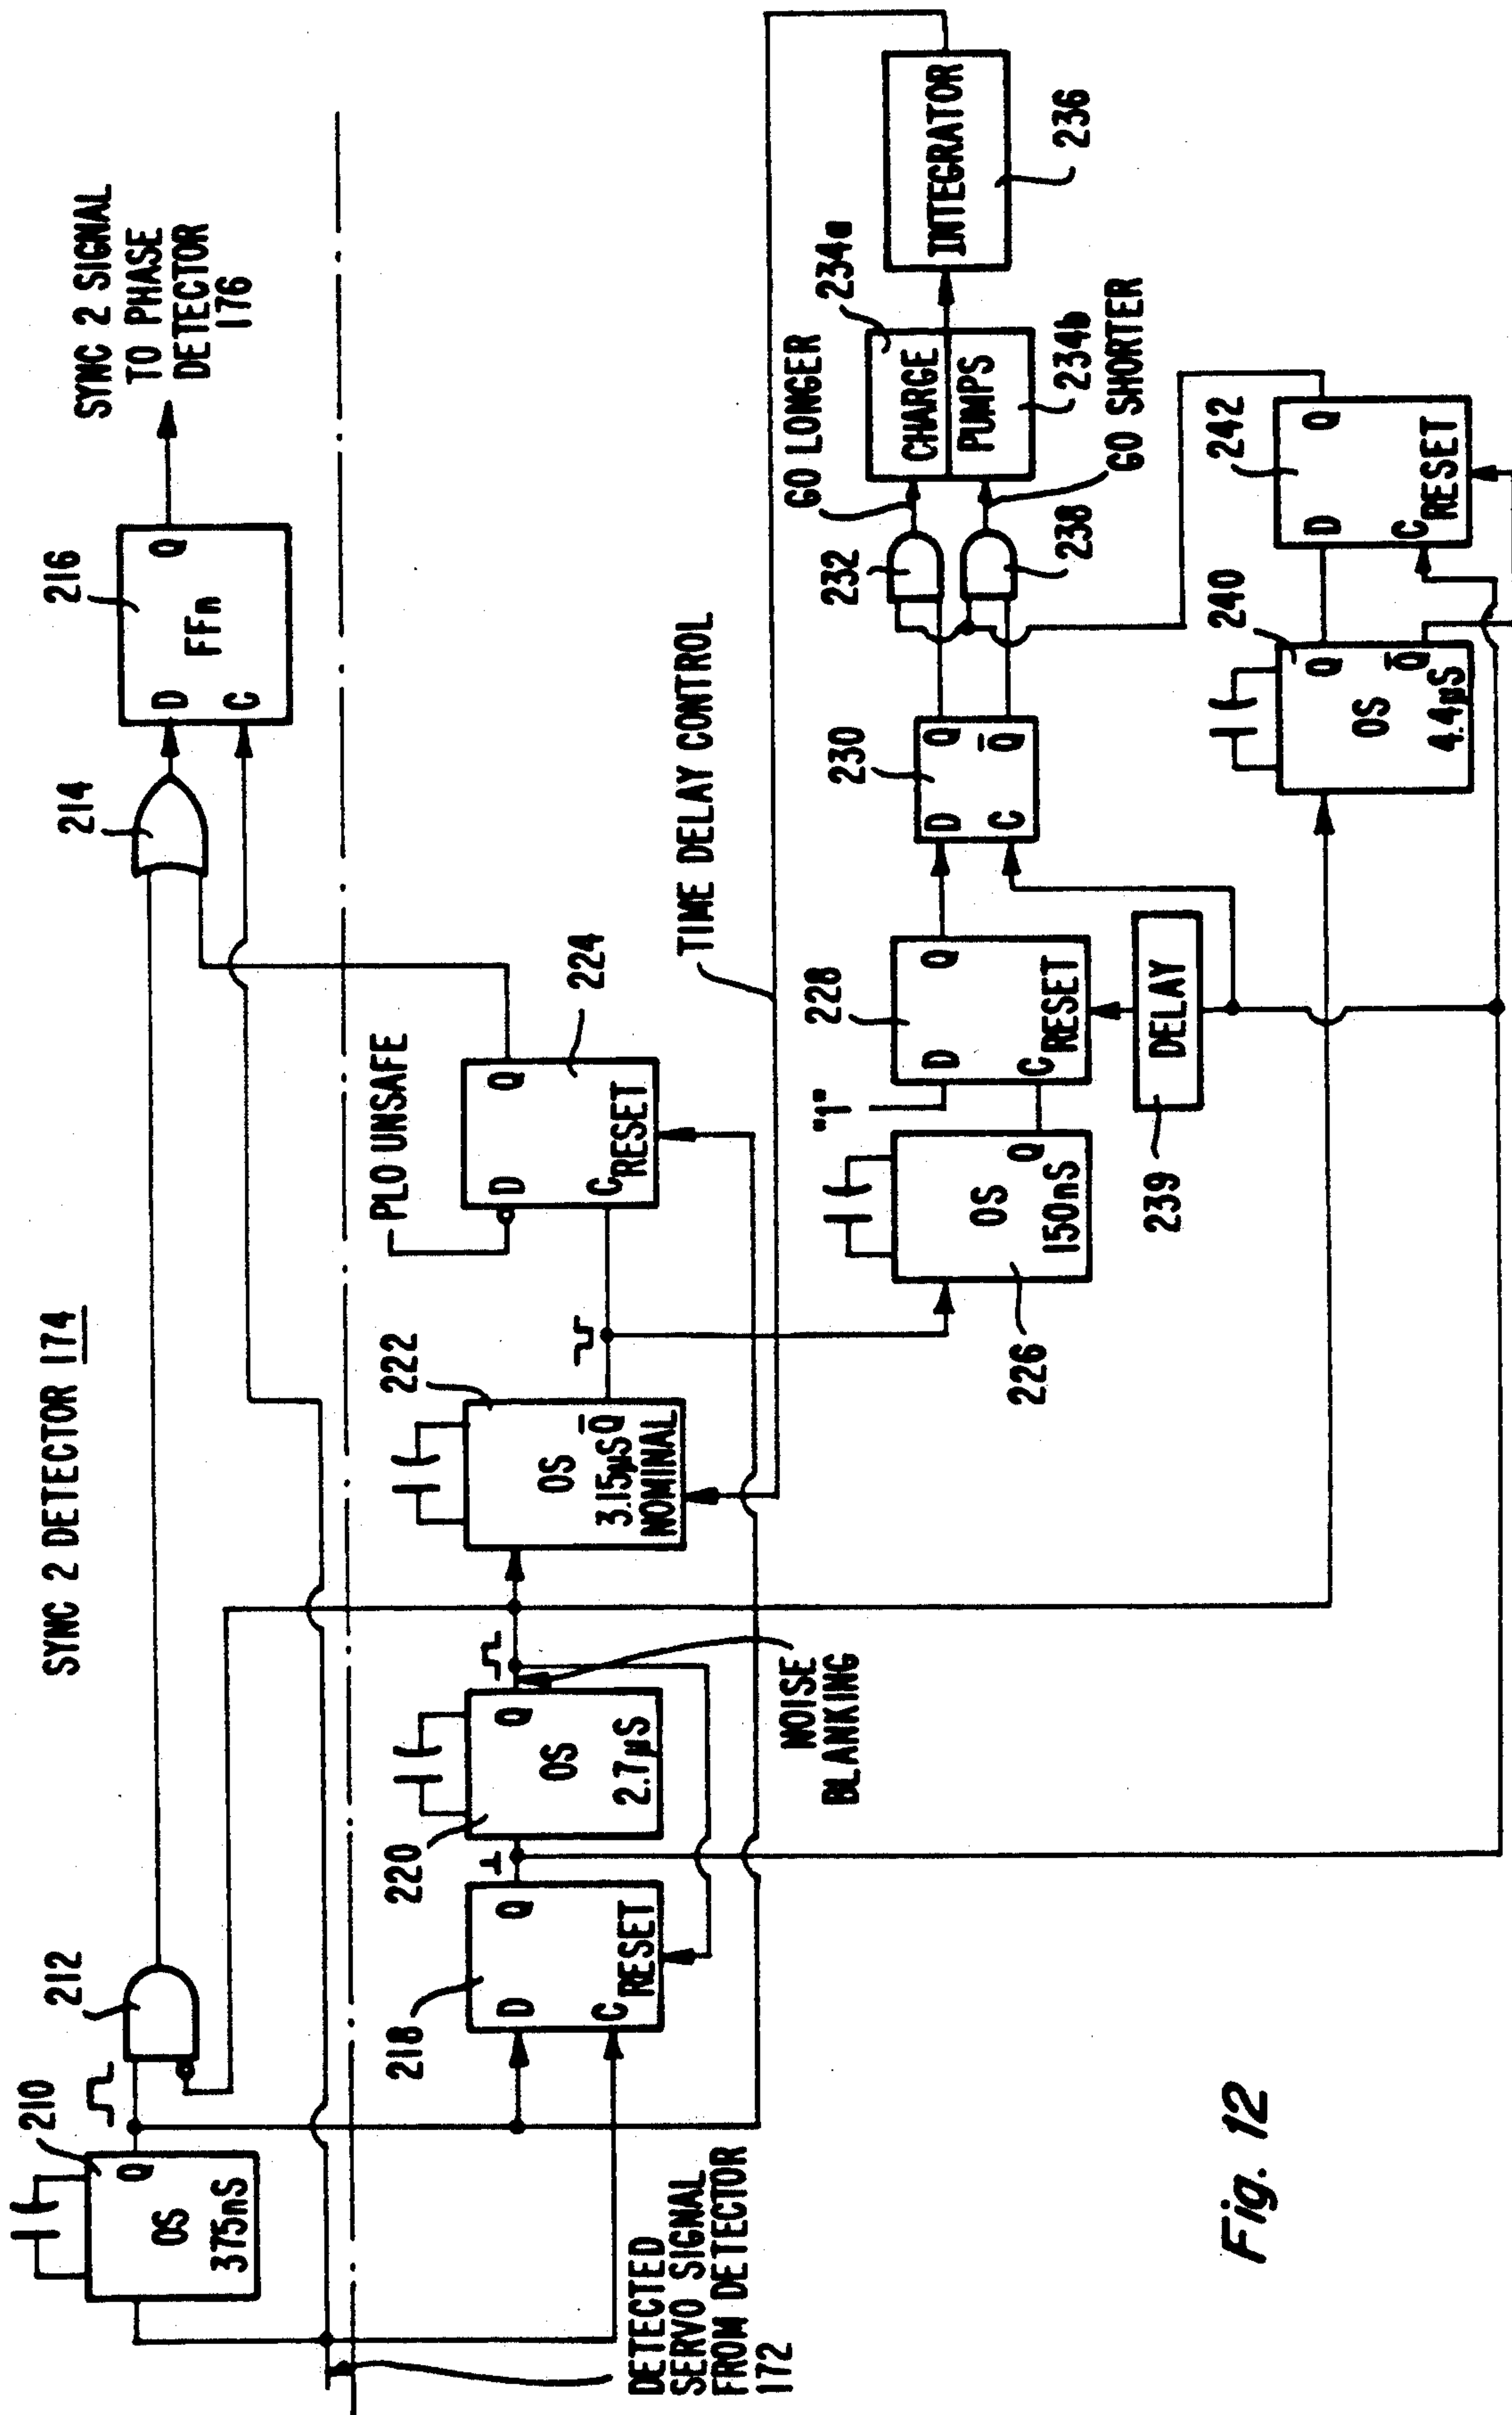 SYNC 2 DETECTOR 174
SYNC 2 SIGNAL
TO PHASE
DETECTOR
176
210
OS
Q
375nS
212
214
216
D
FFn
Q
C
DETECTED
SERVO SIGNAL
FROM DETECTOR
172
218
D
Q
C
RESET
220
OS
Q
2.7µS
NOISE
BLANKING
222
OS
3.15µS Q̅
NOMINAL
PLO UNSAFE
224
D
Q
C
RESET
TIME DELAY CONTROL
226
OS
Q
150nS
"1"
228
D
Q
C
RESET
DELAY
239
230
D
Q
C
Q̅
232
238
GO LONGER
GO SHORTER
234a
CHARGE
PUMPS
234b
INTEGRATOR
236
240
OS
Q
Q̅
4.4µS
242
D
Q
C
RESET
Fig. 12